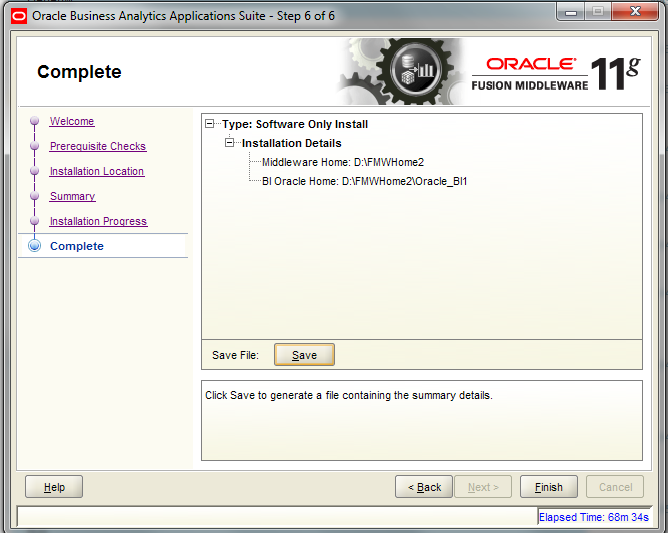 Oracle Business Analytics Applications Suite - Step 6 of 6
Complete
ORACLE®
FUSION MIDDLEWARE 11g
Welcome
Prerequisite Checks
Installation Location
Summary
Installation Progress
Complete
Type: Software Only Install
Installation Details
Middleware Home: D:\FMWHome2
BI Oracle Home: D:\FMWHome2\Oracle_BI1
Save File: Save
Click Save to generate a file containing the summary details.
Help < Back Next > Finish Cancel
Elapsed Time: 68m 34s